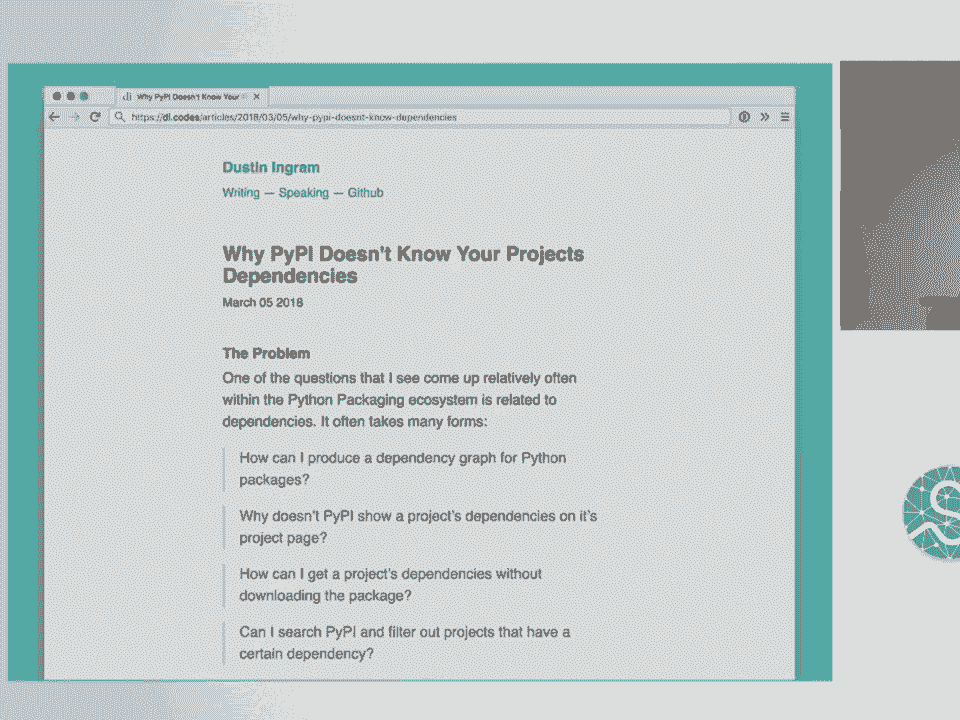 Why PyPI Doesn't Know Your
https://di.codes/articles/2018/03/05/why-pypi-doesnt-know-dependencies
Dustin Ingram
Writing — Speaking — Github
Why PyPI Doesn't Know Your Projects
Dependencies
March 05 2018
The Problem
One of the questions that I see come up relatively often
within the Python Packaging ecosystem is related to
dependencies. It often takes many forms:
How can I produce a dependency graph for Python
packages?
Why doesn't PyPI show a project's dependencies on it's
project page?
How can I get a project's dependencies without
downloading the package?
Can I search PyPI and filter out projects that have a
certain dependency?